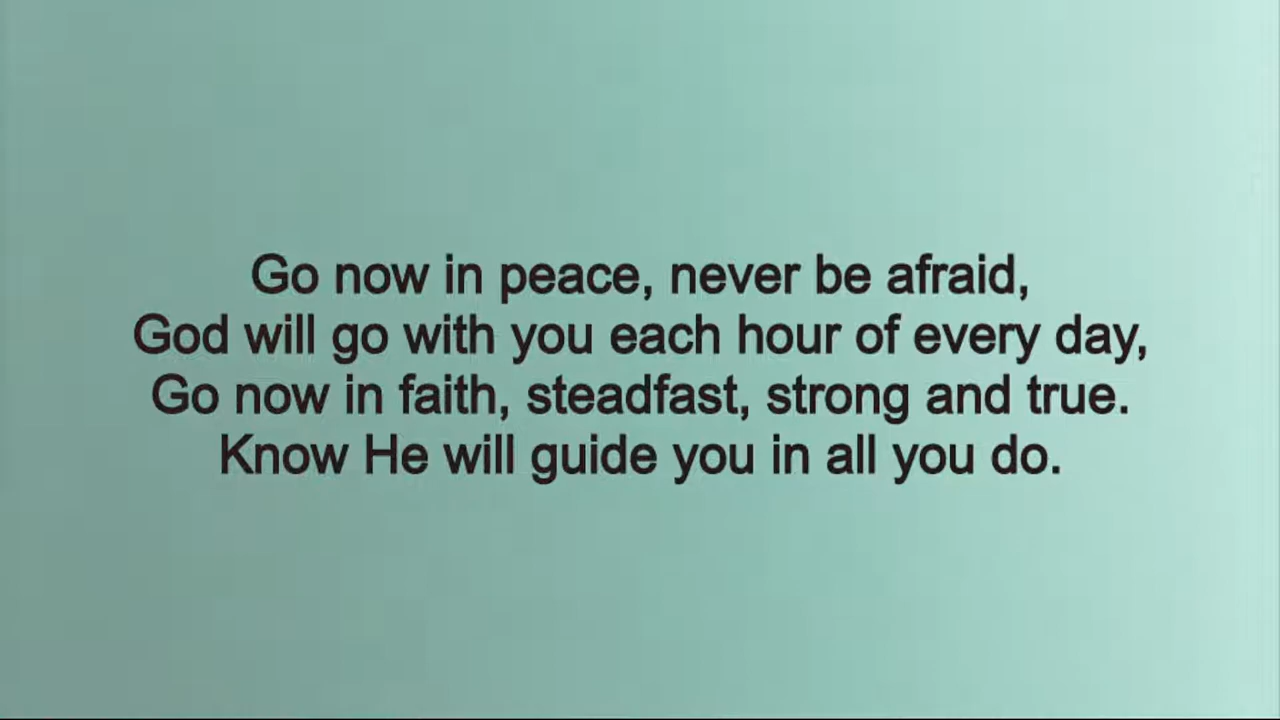 Go now in peace, never be afraid,
God will go with you each hour of every day,
Go now in faith, steadfast, strong and true.
Know He will guide you in all you do.